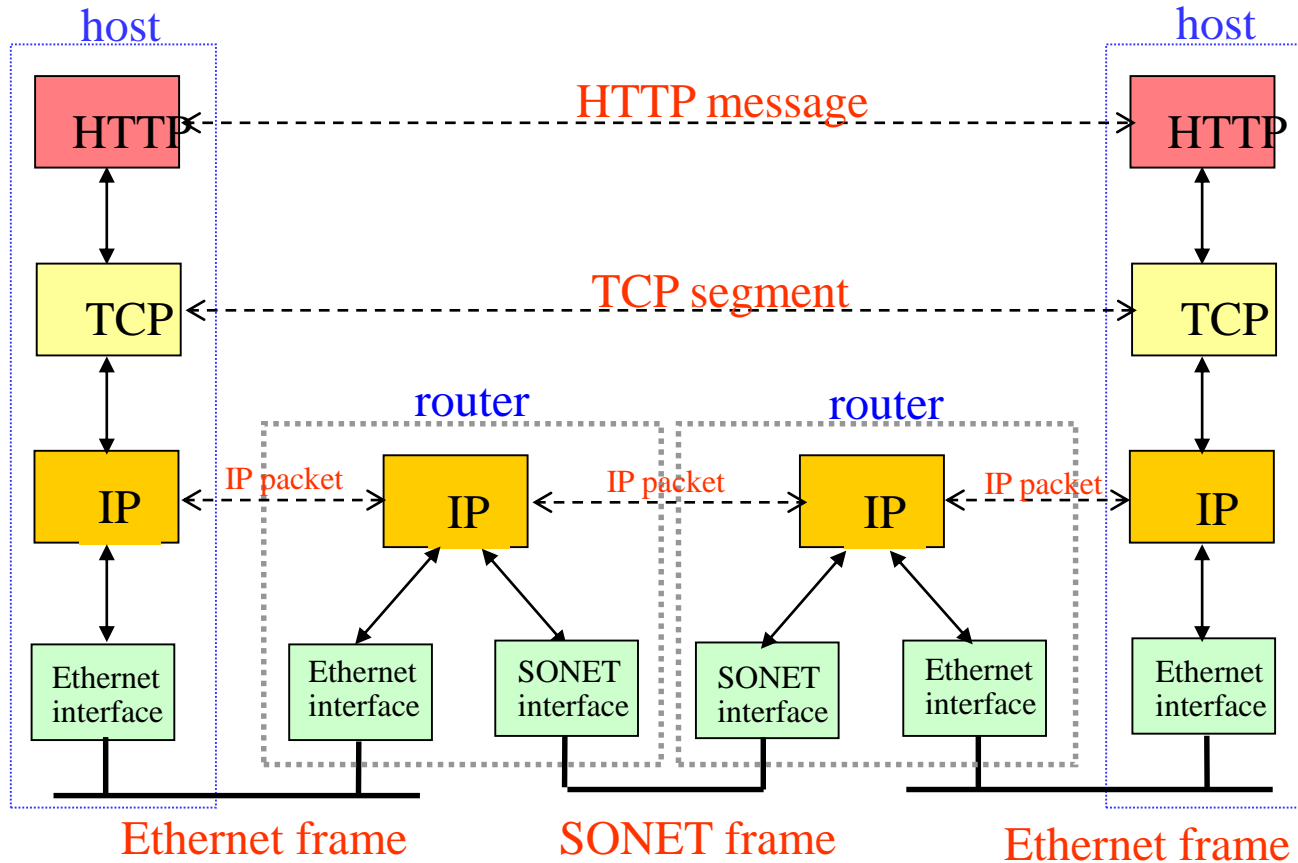 host
host
HTTP message
HTTP
HTTP
TCP segment
TCP
TCP
router
router
IP packet
IP packet
IP packet
IP
IP
IP
IP
Ethernet
interface
Ethernet
interface
SONET
interface
SONET
interface
Ethernet
interface
Ethernet
interface
Ethernet frame
SONET frame
Ethernet frame